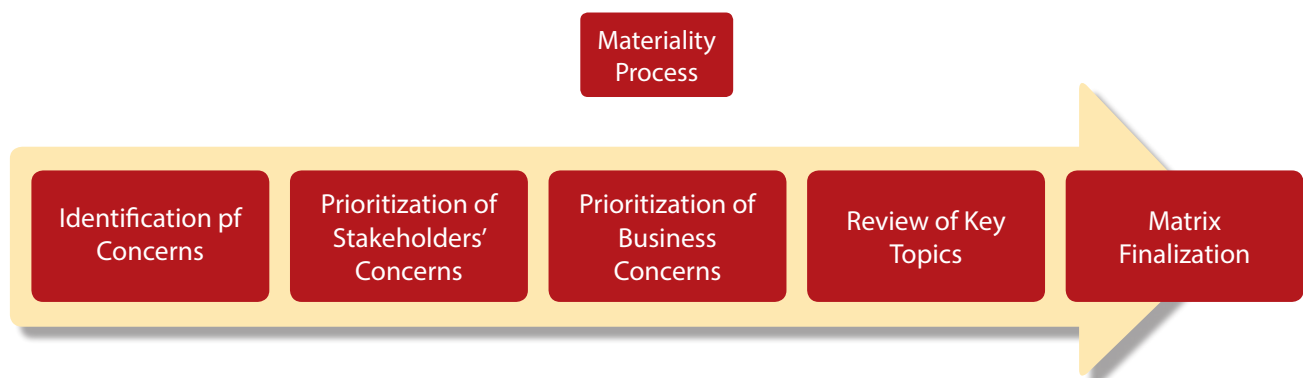 Materiality
Process
Identification pf
Concerns
Prioritization of
Stakeholders’
Concerns
Prioritization of
Business
Concerns
Review of Key
Topics
Matrix
Finalization